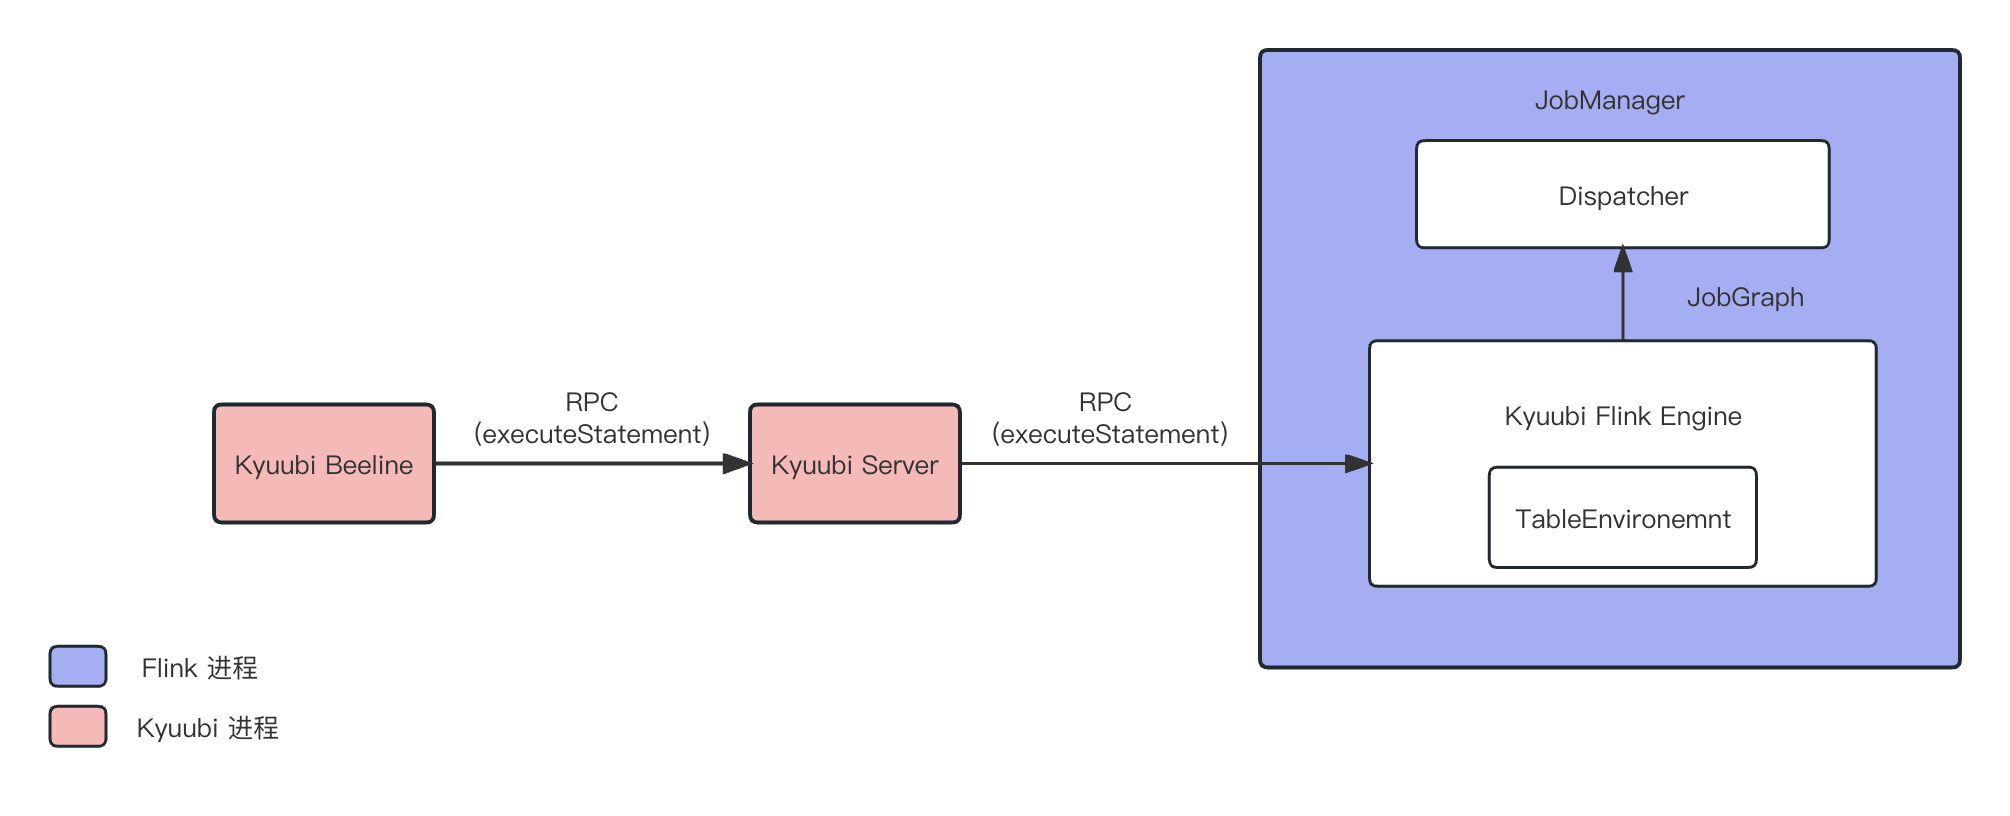 JobManager
Dispatcher
JobGraph
RPC
(executeStatement)
RPC
(executeStatement)
Kyuubi Beeline
Kyuubi Server
Kyuubi Flink Engine
TableEnvironemnt
Flink 进程
Kyuubi 进程